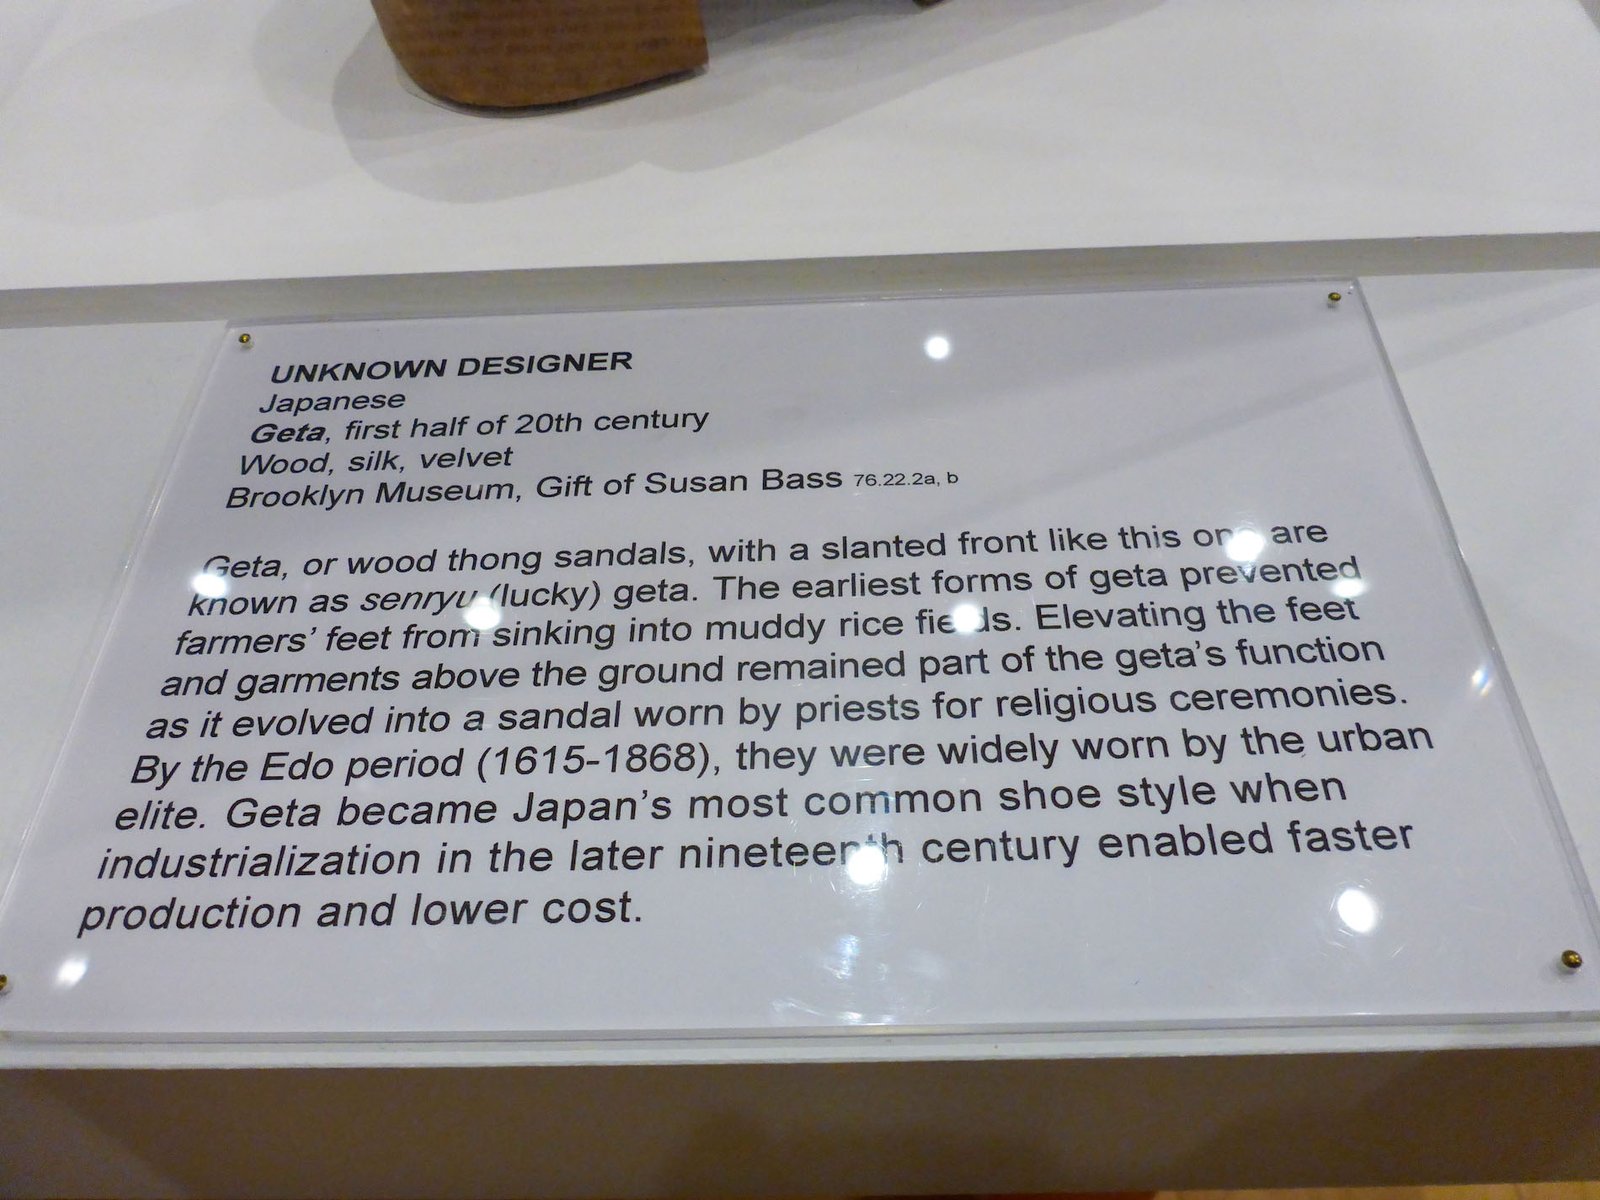 UNKNOWN DESIGNER
Japanese
Geta, first half of 20th century
Wood, silk, velvet
Brooklyn Museum, Gift of Susan Bass 76.22.2a, b
Geta, or wood thong sandals, with a slanted front like this one are
known as senryu (lucky) geta. The earliest forms of geta prevented
farmers' feet from sinking into muddy rice fields. Elevating the feet
and garments above the ground remained part of the geta's function
as it evolved into a sandal worn by priests for religious ceremonies.
By the Edo period (1615-1868), they were widely worn by the urban
elite. Geta became Japan's most common shoe style when
industrialization in the later nineteenth century enabled faster
production and lower cost.